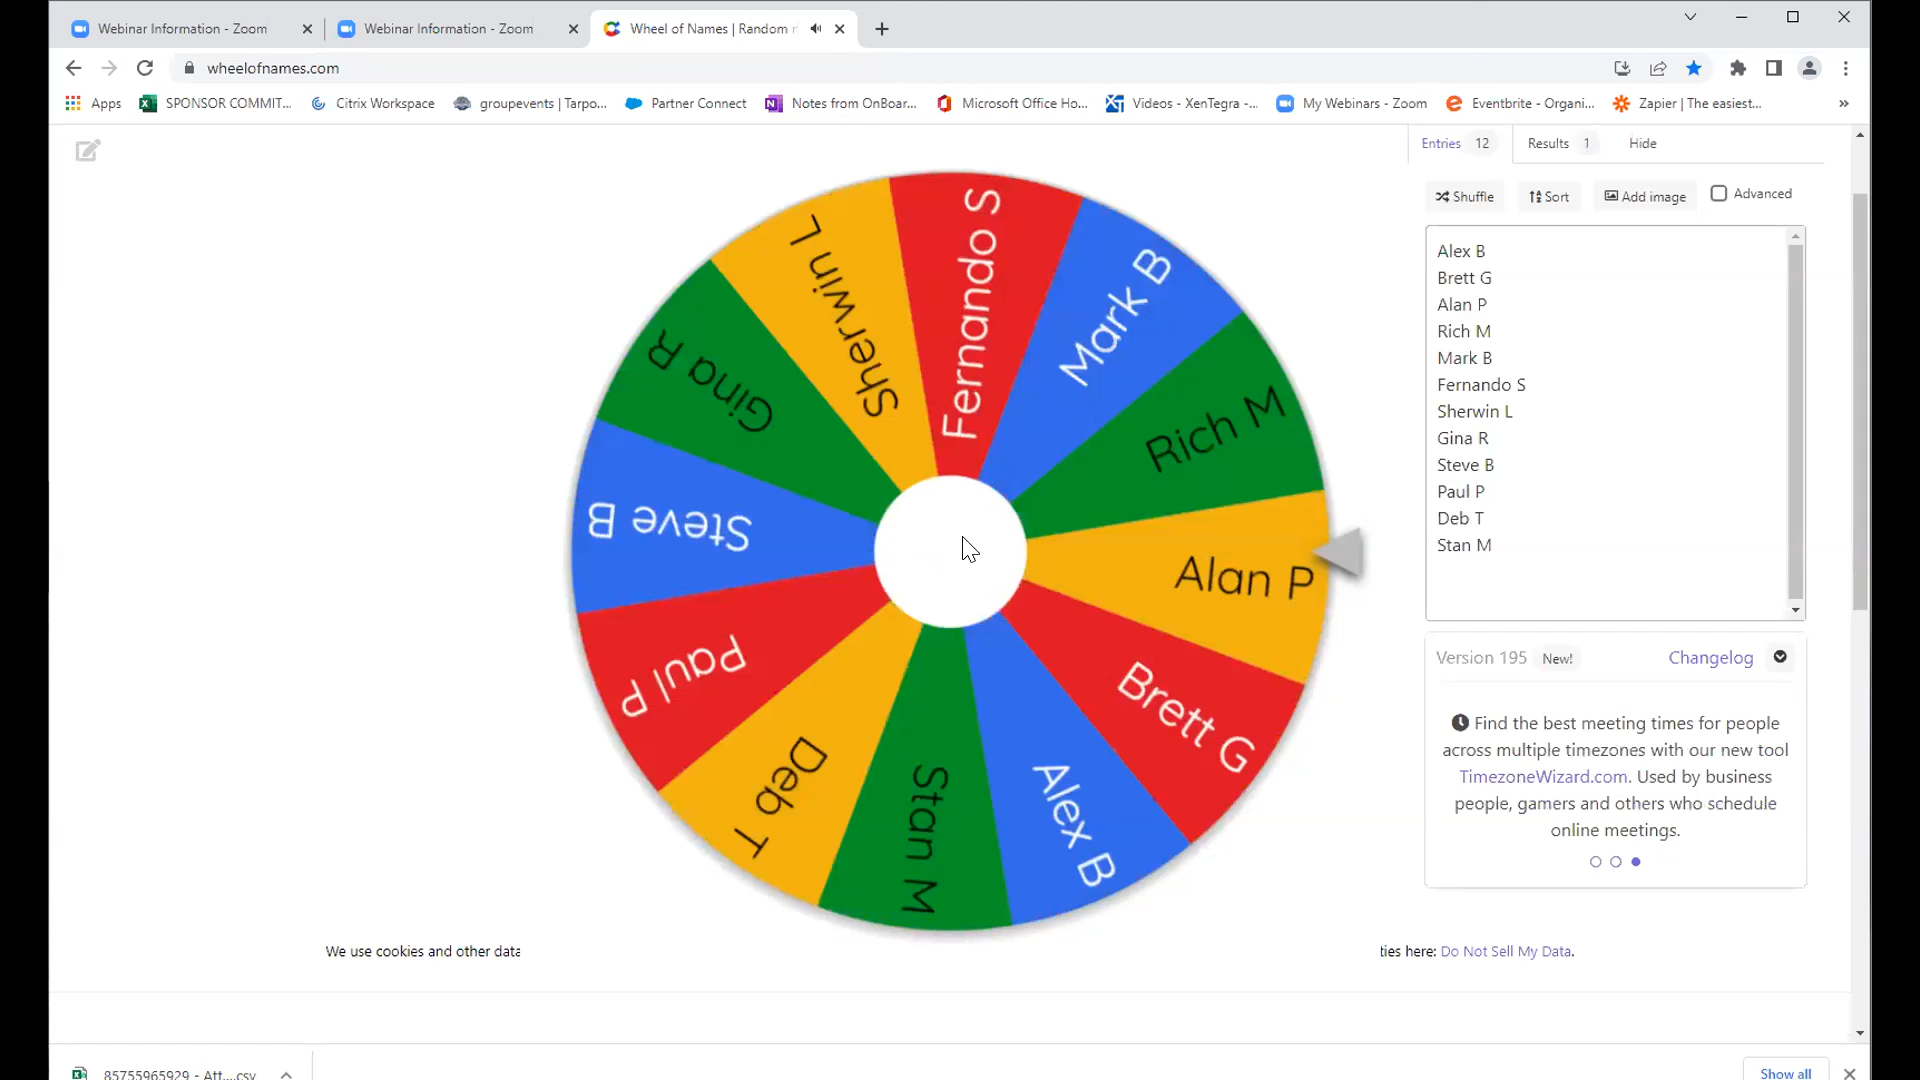 Webinar Information - Zoom
Webinar Information - Zoom
Wheel of Names | Random
wheelofnames.com
Apps
SPONSOR COMMIT...
Citrix Workspace
groupevents | Tarpo...
Partner Connect
Notes from OnBoar...
Microsoft Office Ho...
Videos - XenTegra -...
My Webinars - Zoom
Eventbrite - Organi...
Zapier | The easiest...
»
Entries 12
Results 1
Hide
Shuffle
Sort
Add image
Advanced
Alex B
Brett G
Alan P
Rich M
Mark B
Fernando S
Sherwin L
Gina R
Steve B
Paul P
Deb T
Stan M
Fernando S
Mark B
Rich M
Alan P
Brett G
Alex B
Stan M
Deb T
Paul P
Steve B
Gina R
Sherwin L
Version 195 New!
Changelog
Find the best meeting times for people
across multiple timezones with our new tool
TimezoneWizard.com. Used by business
people, gamers and others who schedule
online meetings.
We use cookies and other data
ties here: Do Not Sell My Data.
85755965929 - Att....csv
Show all